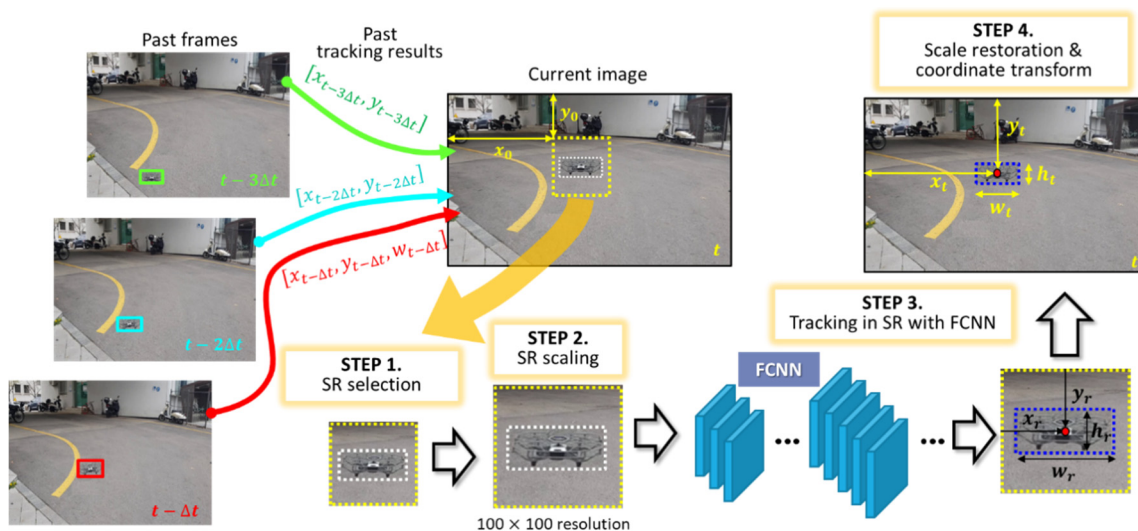 Past frames
Past
tracking results
Current image
STEP 4.
Scale restoration &
coordinate transform
[x_{t-3Δt}, y_{t-3Δt}]
[x_{t-2Δt}, y_{t-2Δt}]
[x_{t-Δt}, y_{t-Δt}, w_{t-Δt}]
t - 3Δt
t - 2Δt
t - Δt
y_0
x_0
t
y_t
x_t
h_t
w_t
t
STEP 1.
SR selection
STEP 2.
SR scaling
100 × 100 resolution
FCNN
...
...
STEP 3.
Tracking in SR with FCNN
y_r
x_r
h_r
w_r